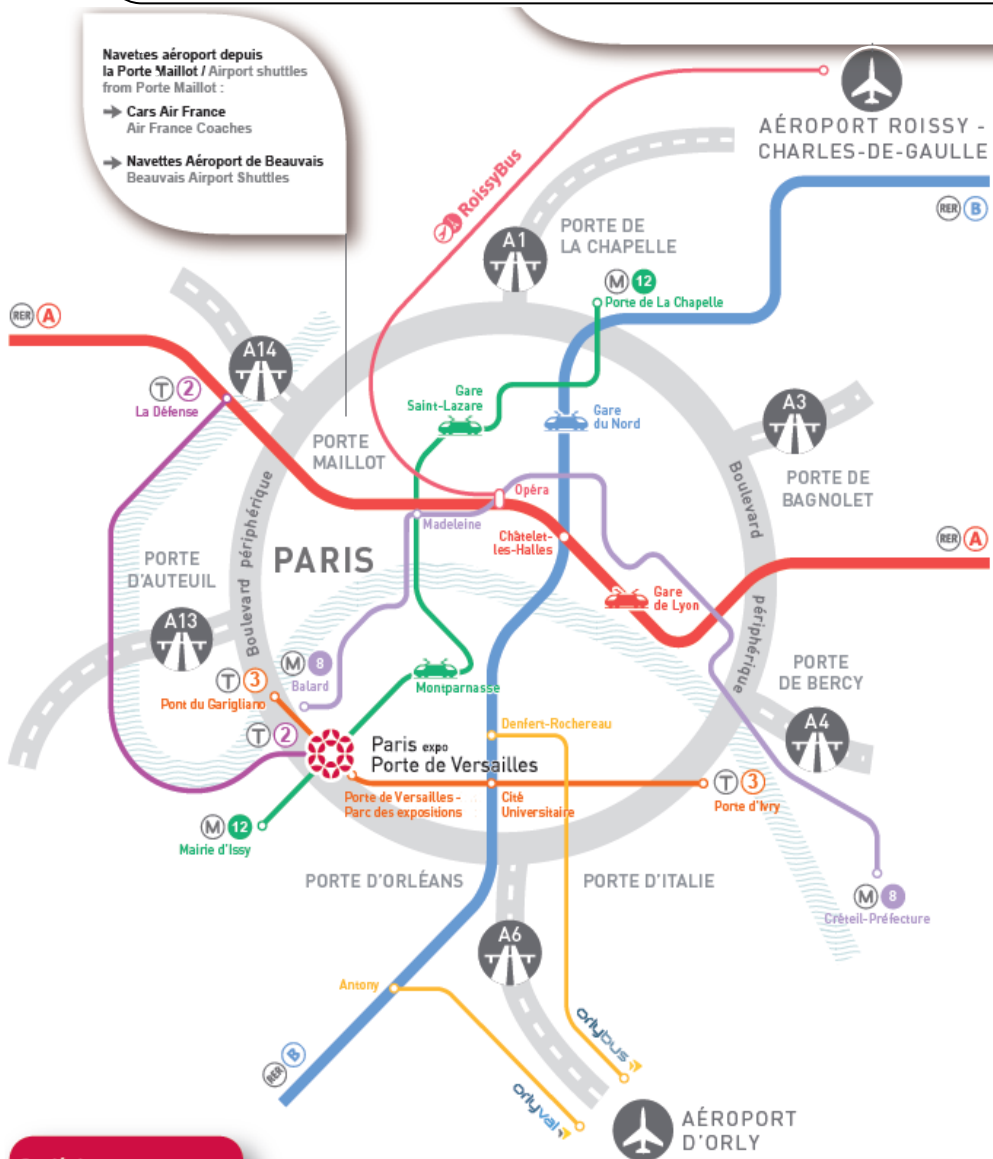 Navettes aéroport depuis
la Porte Maillot / Airport shuttles
from Porte Maillot :
Cars Air France
Air France Coaches
Navettes Aéroport de Beauvais
Beauvais Airport Shuttles
AÉROPORT ROISSY -
CHARLES-DE-GAULLE
RoissyBus
RER B
A1
PORTE DE
LA CHAPELLE
M 12
Porte de La Chapelle
RER A
A14
T 2
La Défense
Gare
Saint-Lazare
Gare
du Nord
A3
PORTE
MAILLOT
Boulevard
PORTE DE
BAGNOLET
Boulevard périphérique
Opéra
Madeleine
Châtelet-
les-Halles
RER A
PARIS
PORTE
D'AUTEUIL
Gare
de Lyon
périphérique
A13
M 8
Balard
T 3
Pont du Garigliano
Montparnasse
PORTE
DE BERCY
A4
T 2
Denfert-Rochereau
Paris expo
Porte de Versailles
Porte de Versailles -
Parc des expositions
Cité
Universitaire
T 3
Porte d'Ivry
M 12
Mairie d'Issy
PORTE D'ORLÉANS
PORTE D'ITALIE
M 8
Créteil-Préfecture
A6
Antony
orlybus
RER B
orlyval
AÉROPORT
D'ORLY